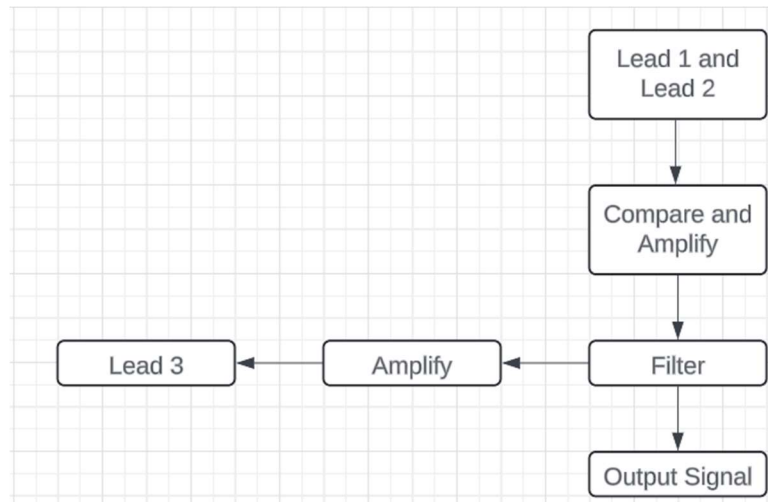 Lead 1 and
Lead 2
Compare and
Amplify
Lead 3
Amplify
Filter
Output Signal